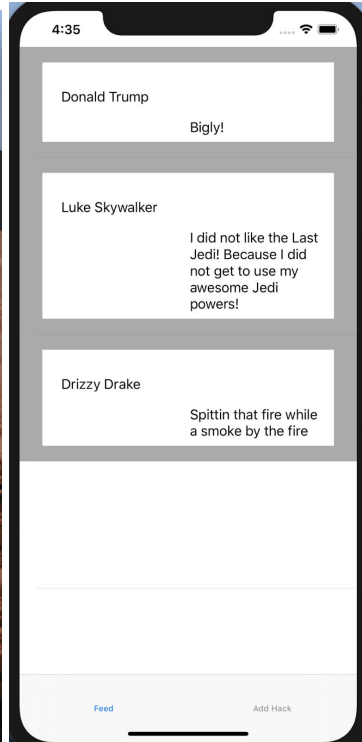 4:35
Donald Trump
Bigly!
Luke Skywalker
I did not like the Last
Jedi! Because I did
not get to use my
awesome Jedi
powers!
Drizzy Drake
Spittin that fire while
a smoke by the fire
Feed Add Hack